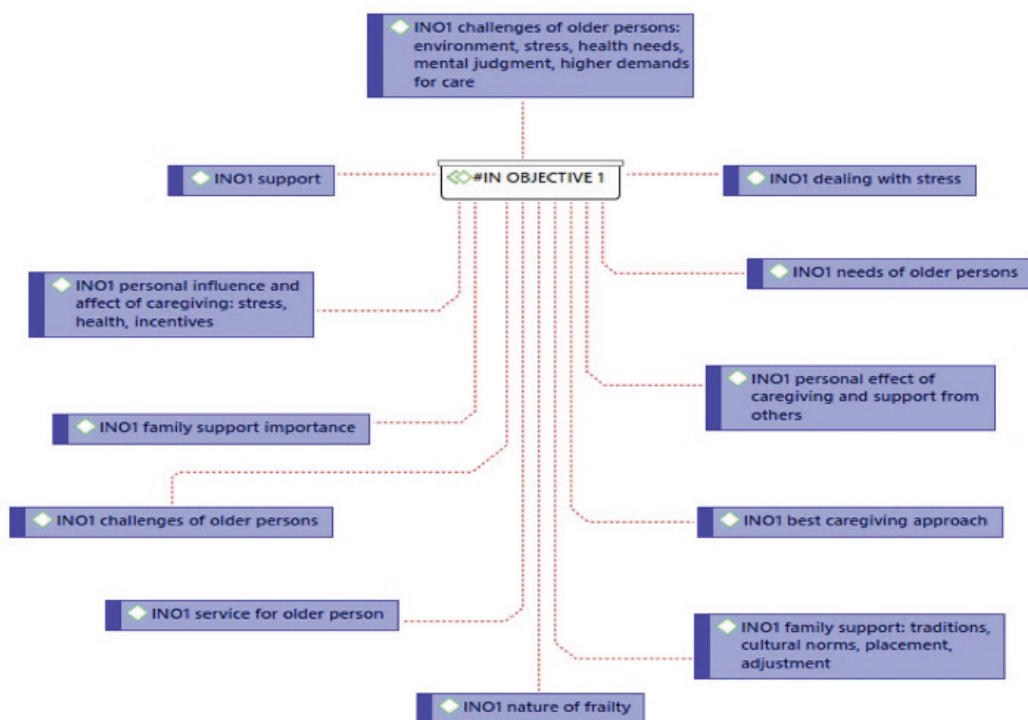 INO1 challenges of older persons:
environment, stress, health needs,
mental judgment, higher demands
for care
INO1 support
#IN OBJECTIVE 1
INO1 dealing with stress
INO1 personal influence and
affect of caregiving: stress,
health, incentives
INO1 needs of older persons
INO1 personal effect of
caregiving and support from
others
INO1 family support importance
INO1 challenges of older persons
INO1 best caregiving approach
INO1 service for older person
INO1 family support: traditions,
cultural norms, placement,
adjustment
INO1 nature of frailty